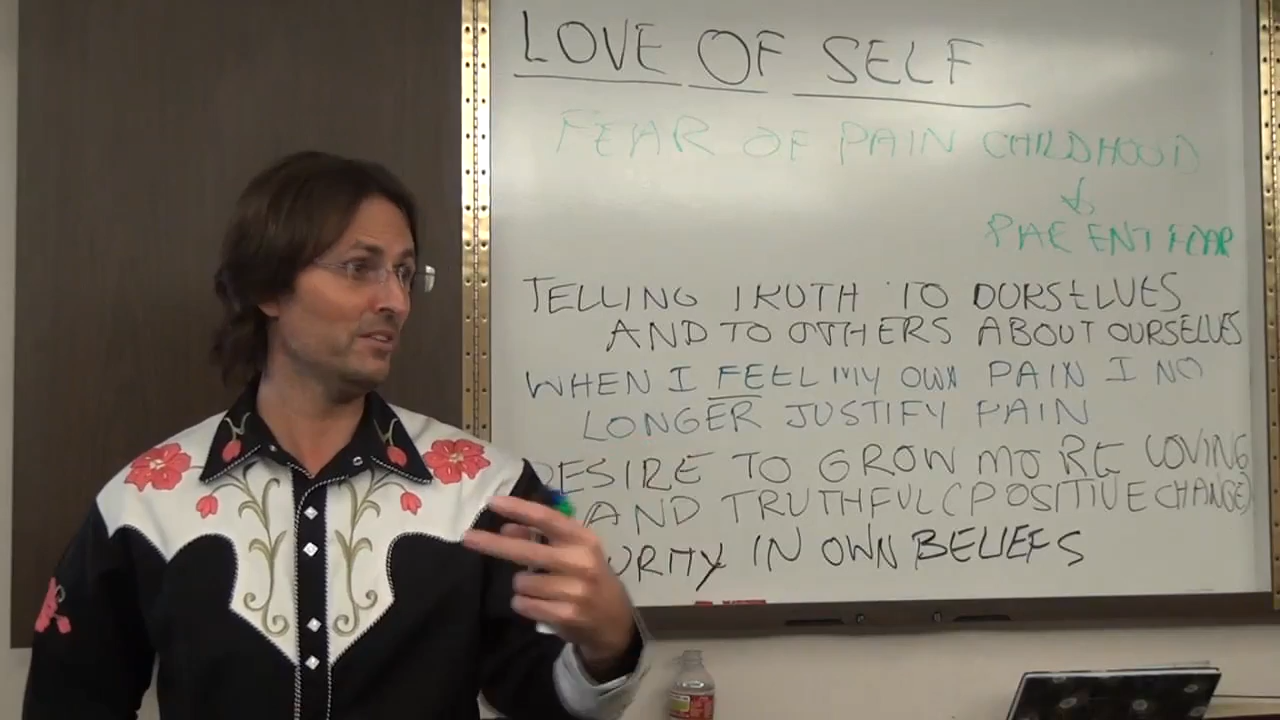 LOVE OF SELF
FEAR OF PAIN CHILDHOOD
PARENT FEAR
TELLING TRUTH TO OURSELVES
AND TO OTHERS ABOUT OURSELVES
WHEN I FEEL MY OWN PAIN I NO
LONGER JUSTIFY PAIN
DESIRE TO GROW MORE LOVING
AND TRUTHFUL (POSITIVE CHANGE)
IN OWN BELIEFS